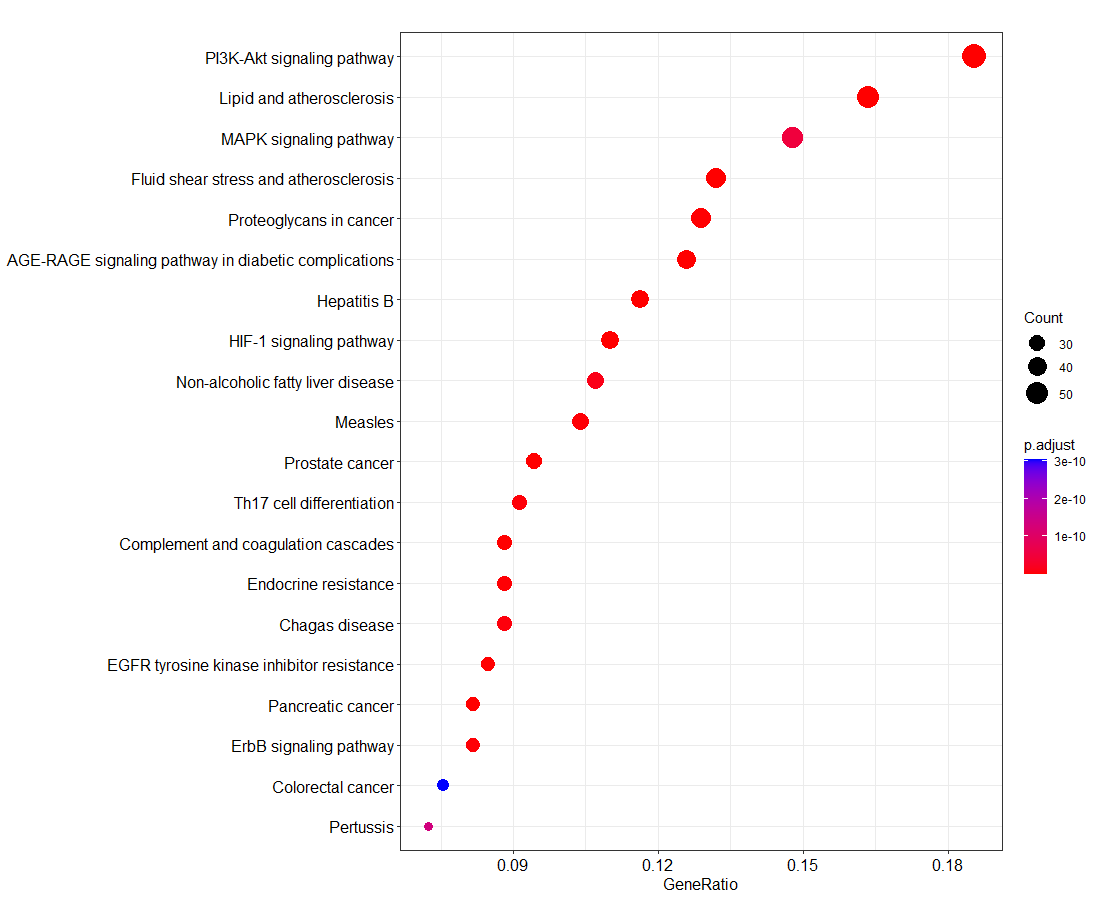 PI3K-Akt signaling pathway
Lipid and atherosclerosis
MAPK signaling pathway
Fluid shear stress and atherosclerosis
Proteoglycans in cancer
AGE-RAGE signaling pathway in diabetic complications
Hepatitis B
HIF-1 signaling pathway
Non-alcoholic fatty liver disease
Measles
Prostate cancer
Th17 cell differentiation
Complement and coagulation cascades
Endocrine resistance
Chagas disease
EGFR tyrosine kinase inhibitor resistance
Pancreatic cancer
ErbB signaling pathway
Colorectal cancer
Pertussis
0.09 0.12 0.15 0.18
GeneRatio
Count
30
40
50
p.adjust
3e-10
2e-10
1e-10